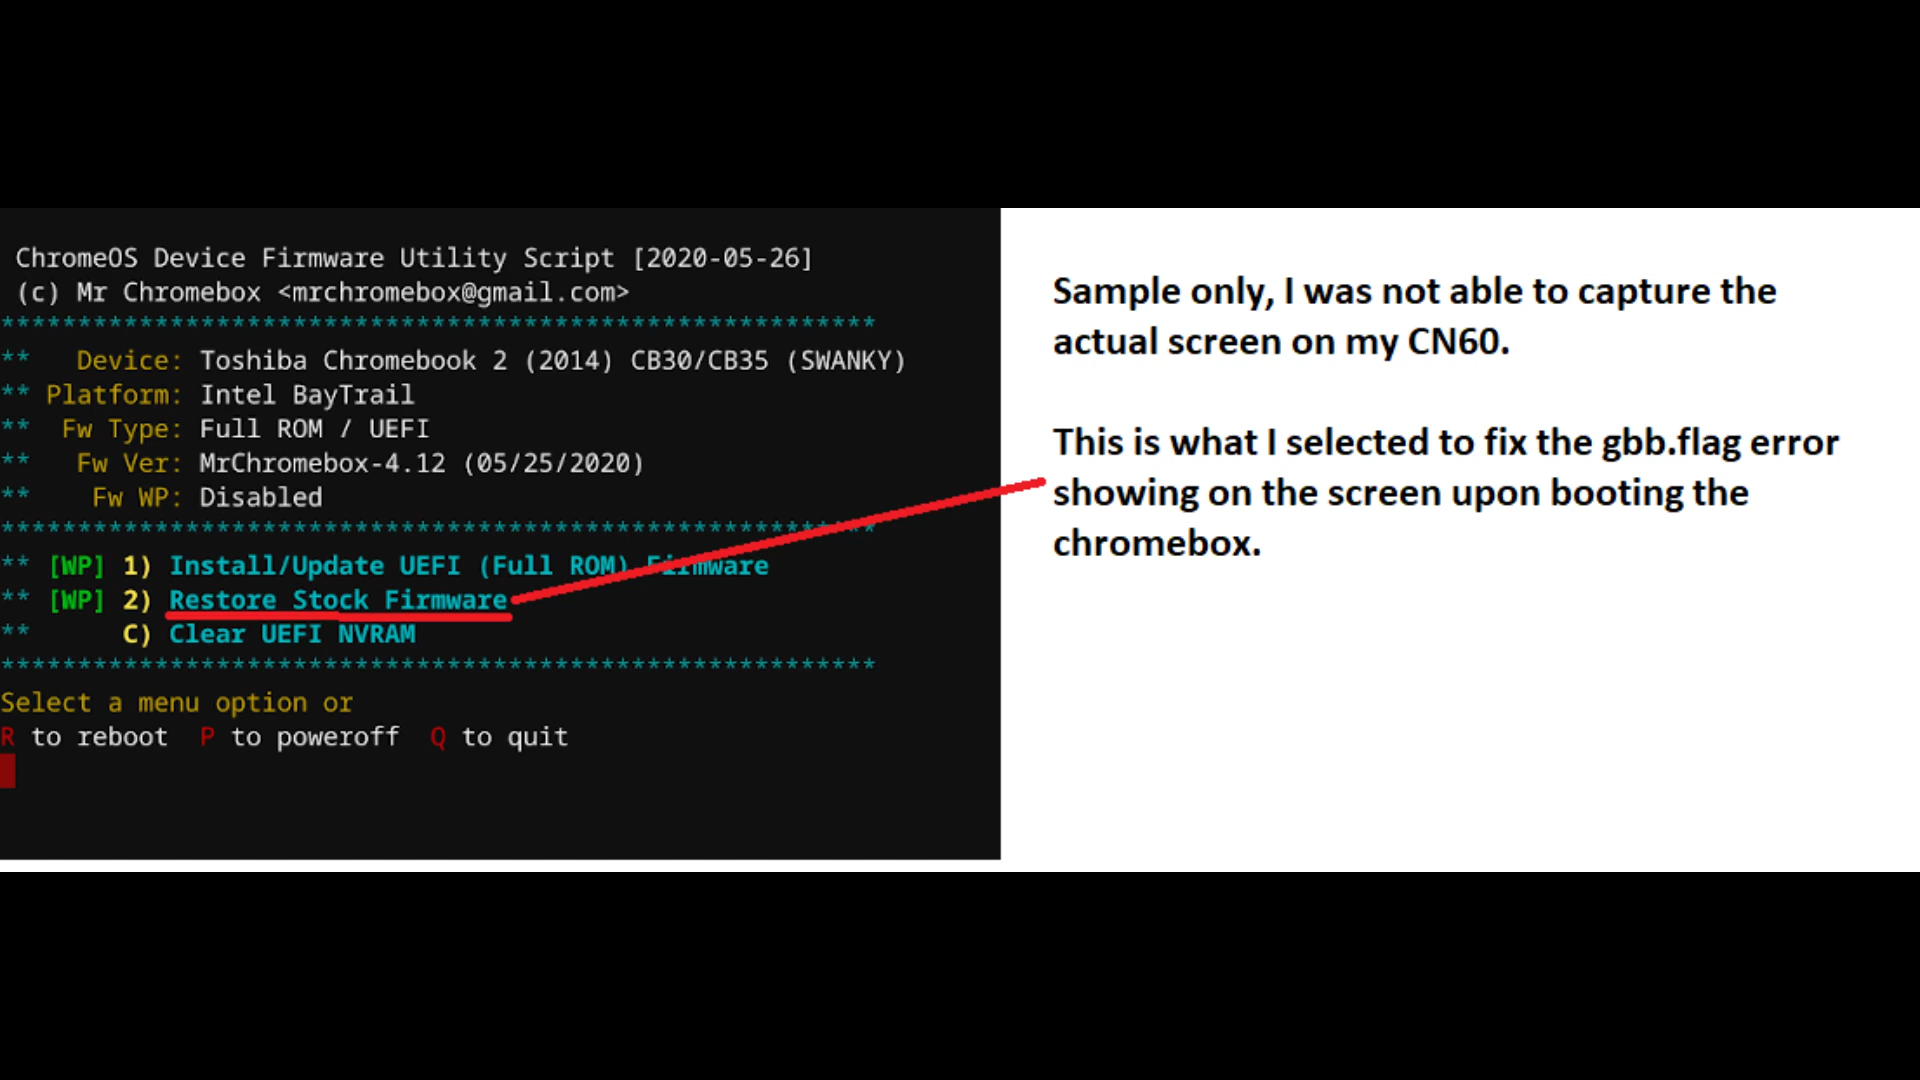 ChromeOS Device Firmware Utility Script [2020-05-26]
(c) Mr Chromebox <mrchromebox@gmail.com>
*********************************************************
** Device: Toshiba Chromebook 2 (2014) CB30/CB35 (SWANKY)
** Platform: Intel BayTrail
** Fw Type: Full ROM / UEFI
** Fw Ver: MrChromebox-4.12 (05/25/2020)
** Fw WP: Disabled
*********************************************************
** [WP] 1) Install/Update UEFI (Full ROM) Firmware
** [WP] 2) Restore Stock Firmware
** C) Clear UEFI NVRAM
*********************************************************
Select a menu option or
R to reboot P to poweroff Q to quit
Sample only, I was not able to capture the
actual screen on my CN60.
This is what I selected to fix the gbb.flag error
showing on the screen upon booting the
chromebox.